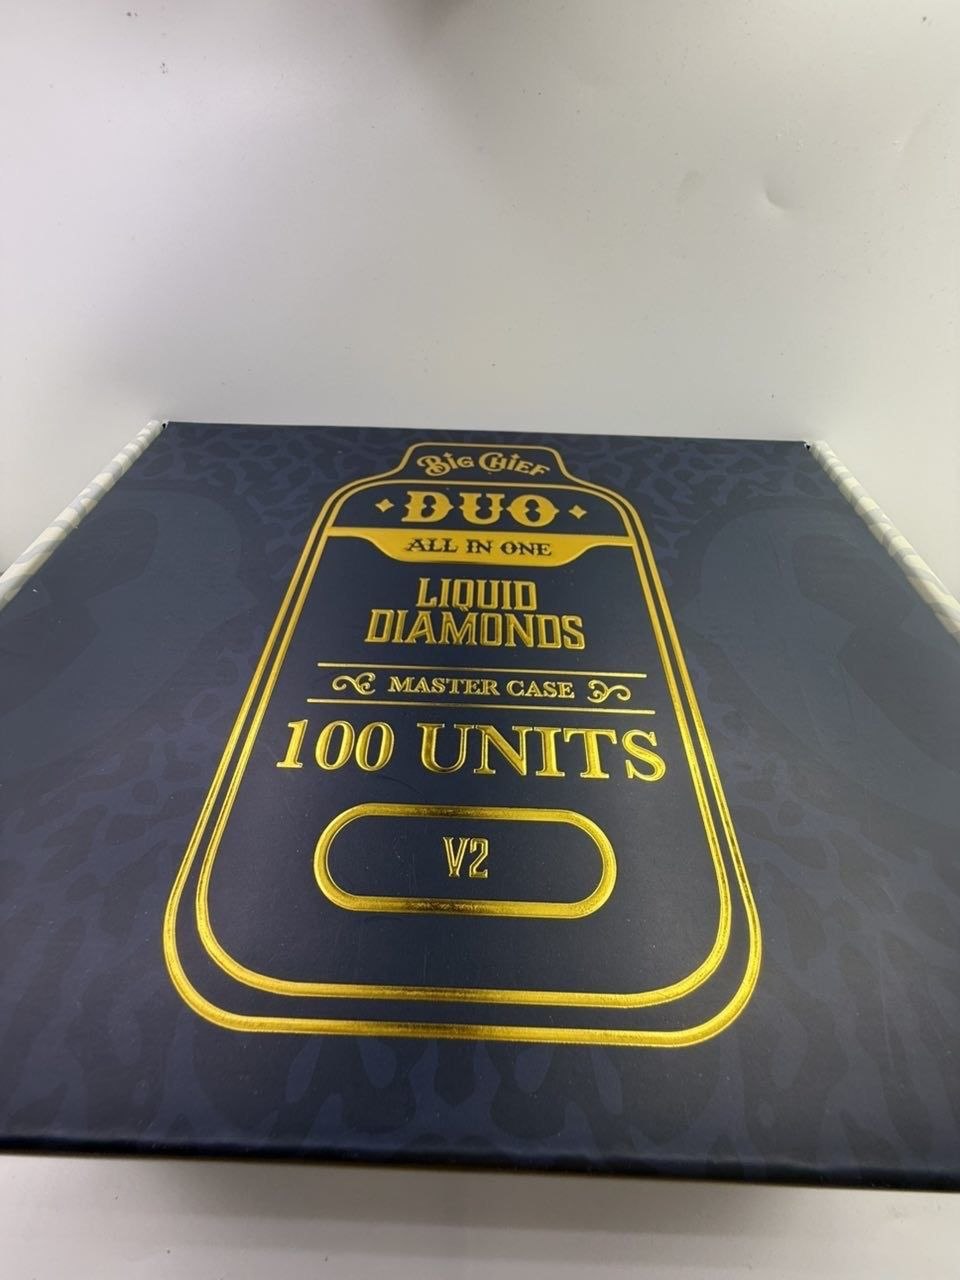 BIG CHIEF
DUO
ALL IN ONE
LIQUID
DIAMONDS
MASTER CASE
100 UNITS
V2